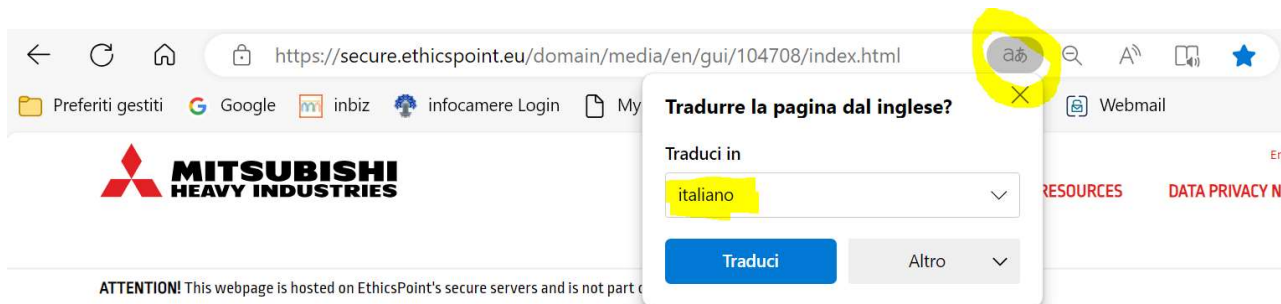 https://secure.ethicspoint.eu/domain/media/en/gui/104708/index.html aあ A
Preferiti gestiti G Google inbiz infocamere Login My Webmail
Tradurre la pagina dal inglese?
Traduci in
italiano
Traduci Altro
MITSUBISHI
HEAVY INDUSTRIES
RESOURCES DATA PRIVACY N
ATTENTION! This webpage is hosted on EthicsPoint's secure servers and is not part